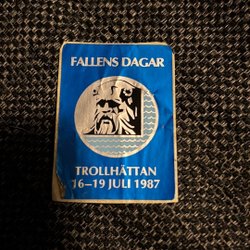 FALLENS DAGAR
TROLLHÄTTAN
16–19 JULI 1987